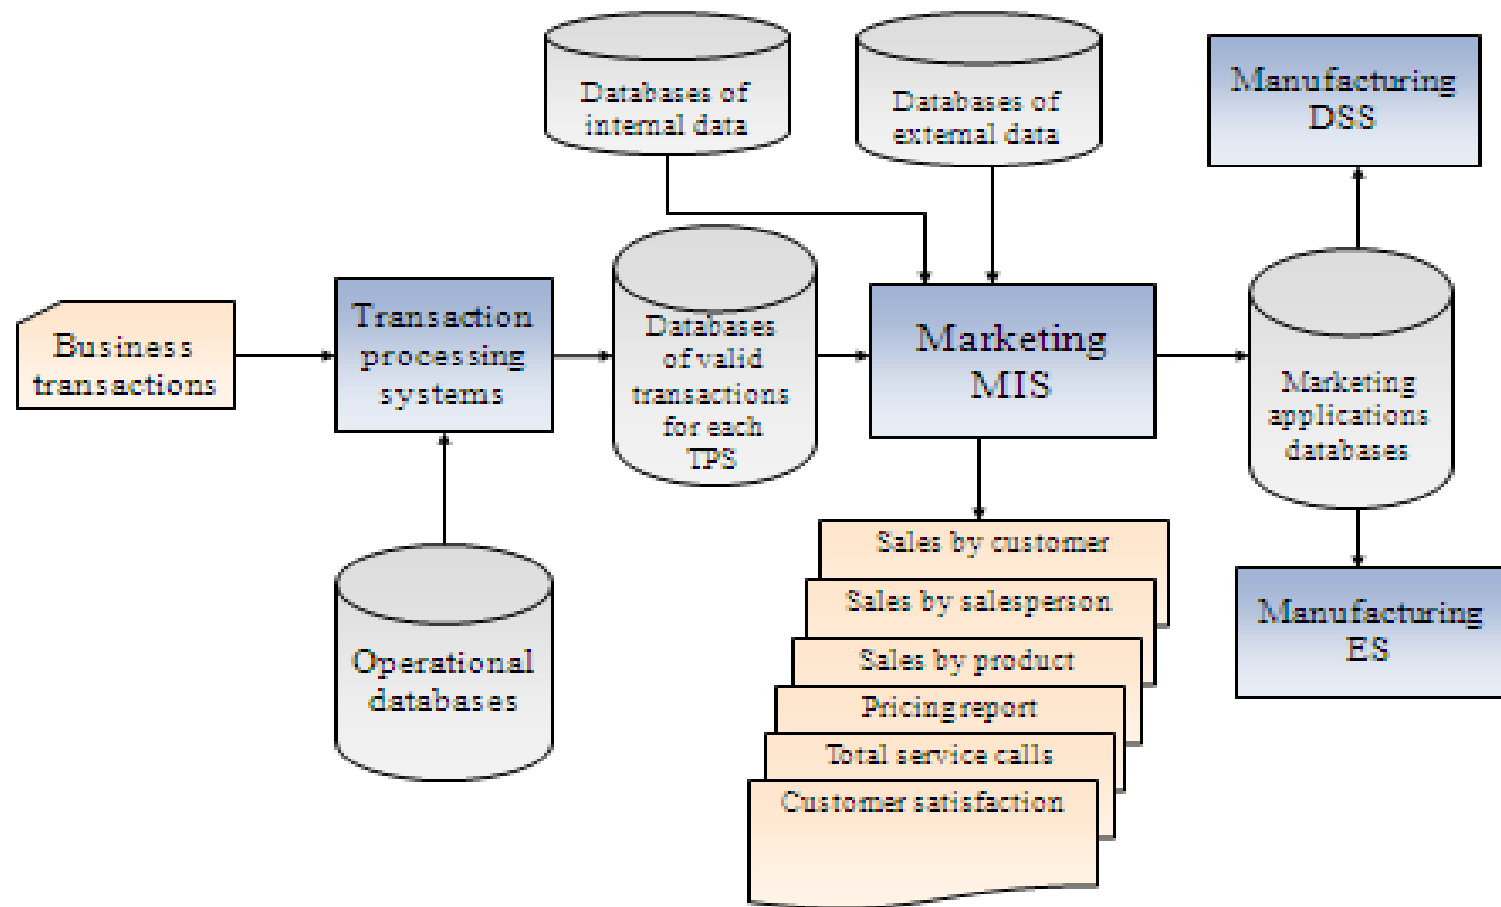 Databases of
internal data
Databases of
external data
Manufacturing
DSS
Business
transactions
Transaction
processing
systems
Databases
of valid
transactions
for each
TPS
Marketing
MIS
Marketing
applications
databases
Operational
databases
Sales by customer
Sales by salesperson
Sales by product
Pricing report
Total service calls
Customer satisfaction
Manufacturing
ES